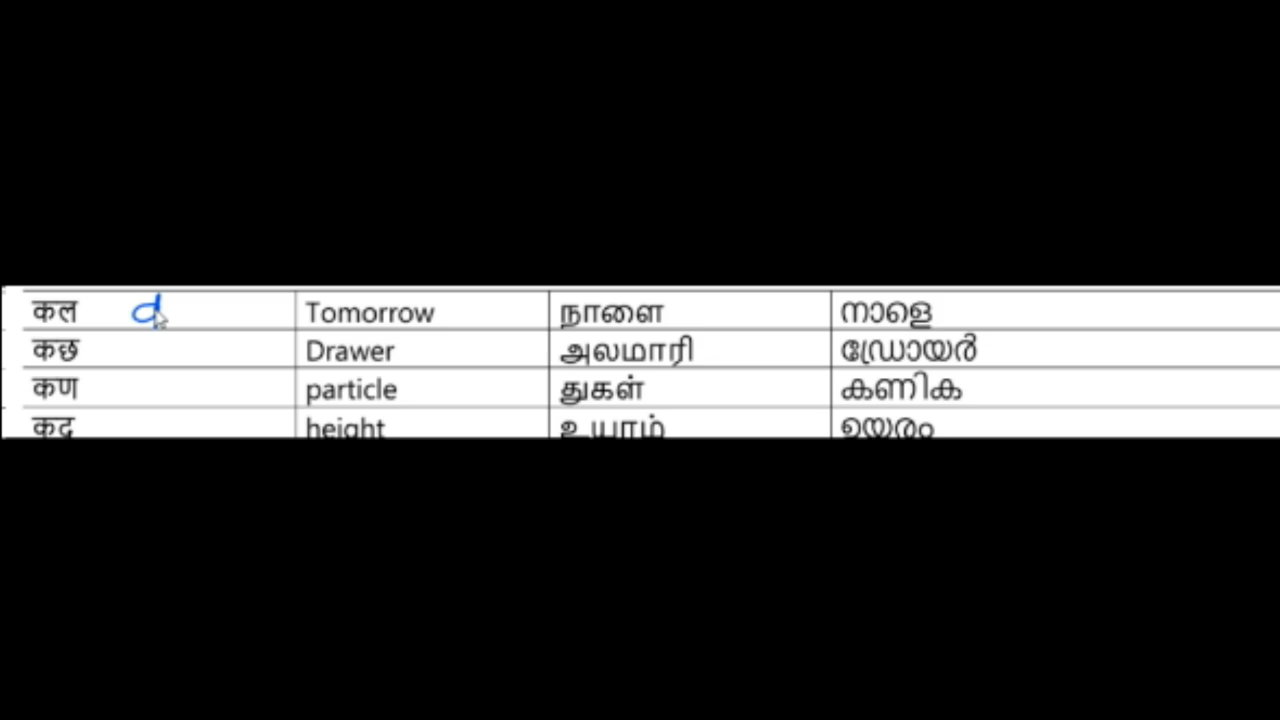 कल Tomorrow நாளை നാളെ
कछ Drawer அலமாரி ഡ്രോയർ
कण particle துகள் കണിക
कद height உயரம் ഉയരം